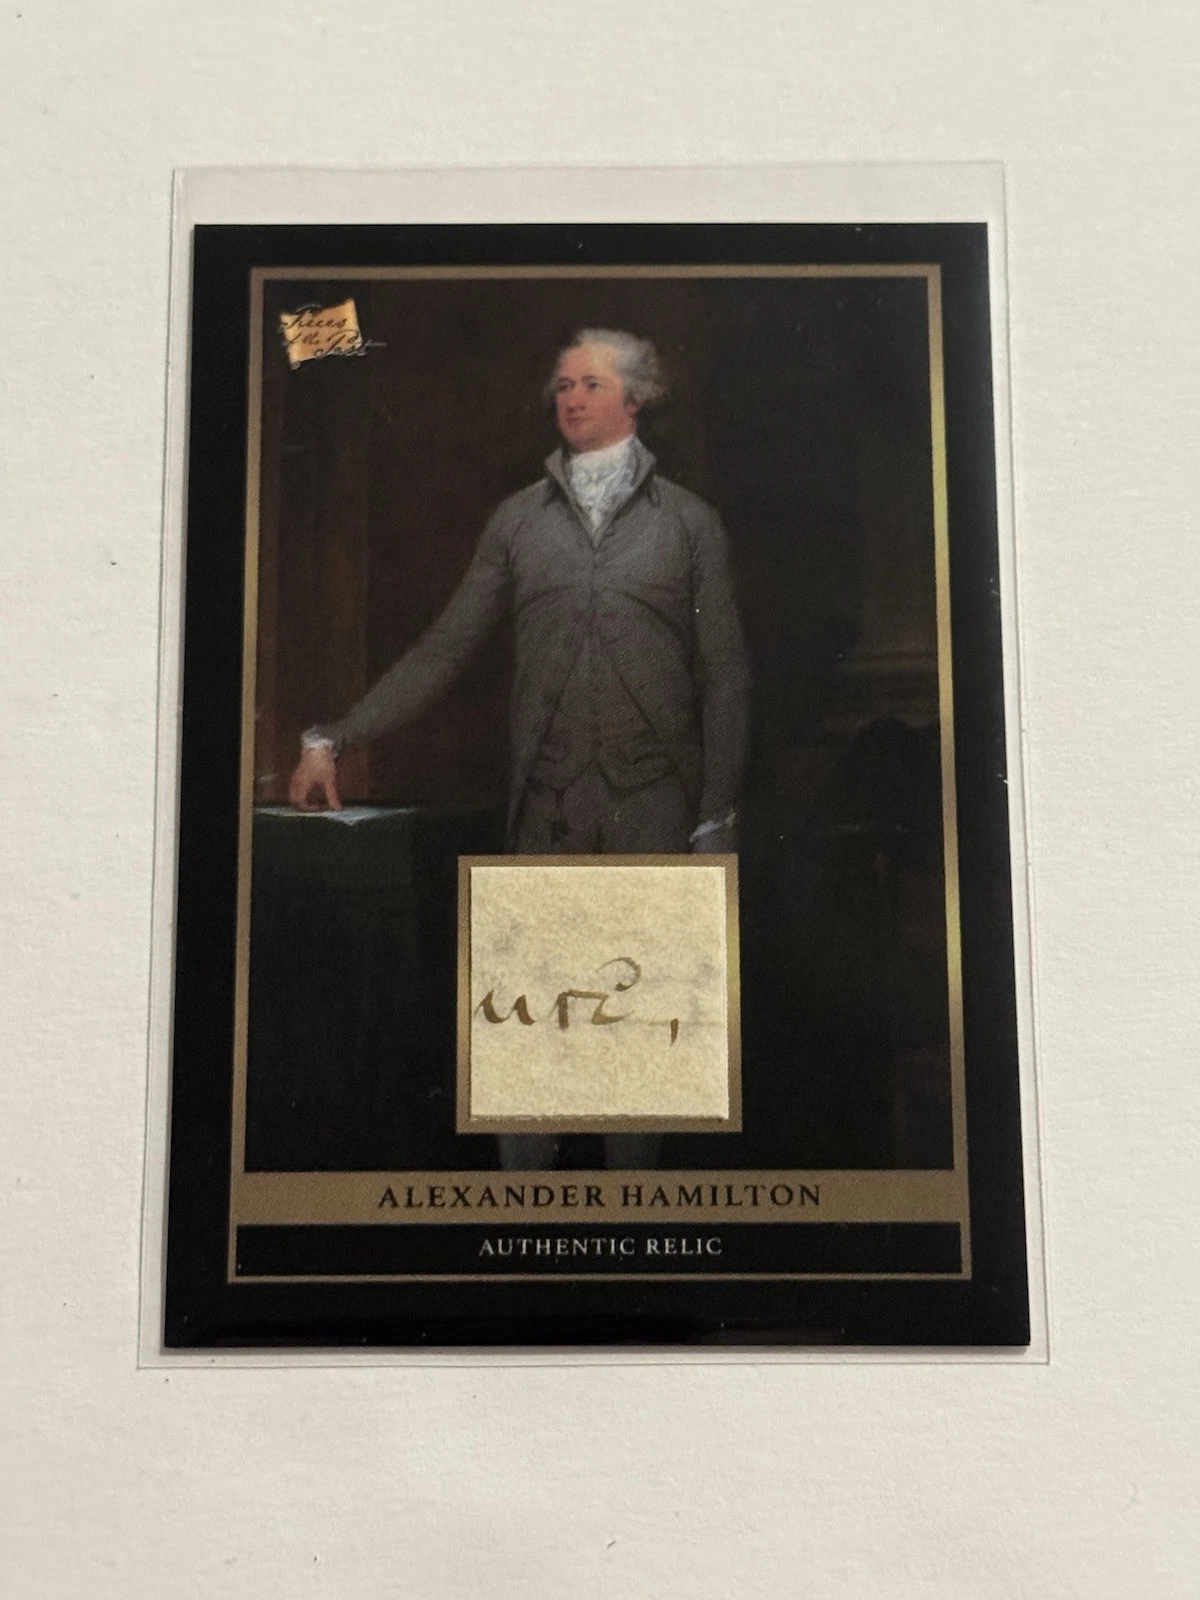 Pieces
of the Past
ALEXANDER HAMILTON
AUTHENTIC RELIC